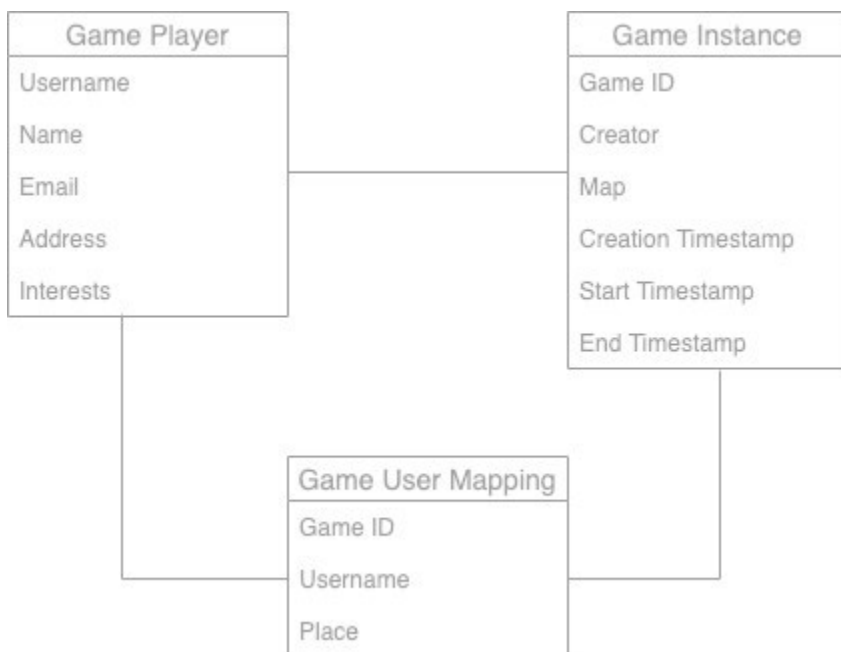 Game Player
Username
Name
Email
Address
Interests
Game Instance
Game ID
Creator
Map
Creation Timestamp
Start Timestamp
End Timestamp
Game User Mapping
Game ID
Username
Place